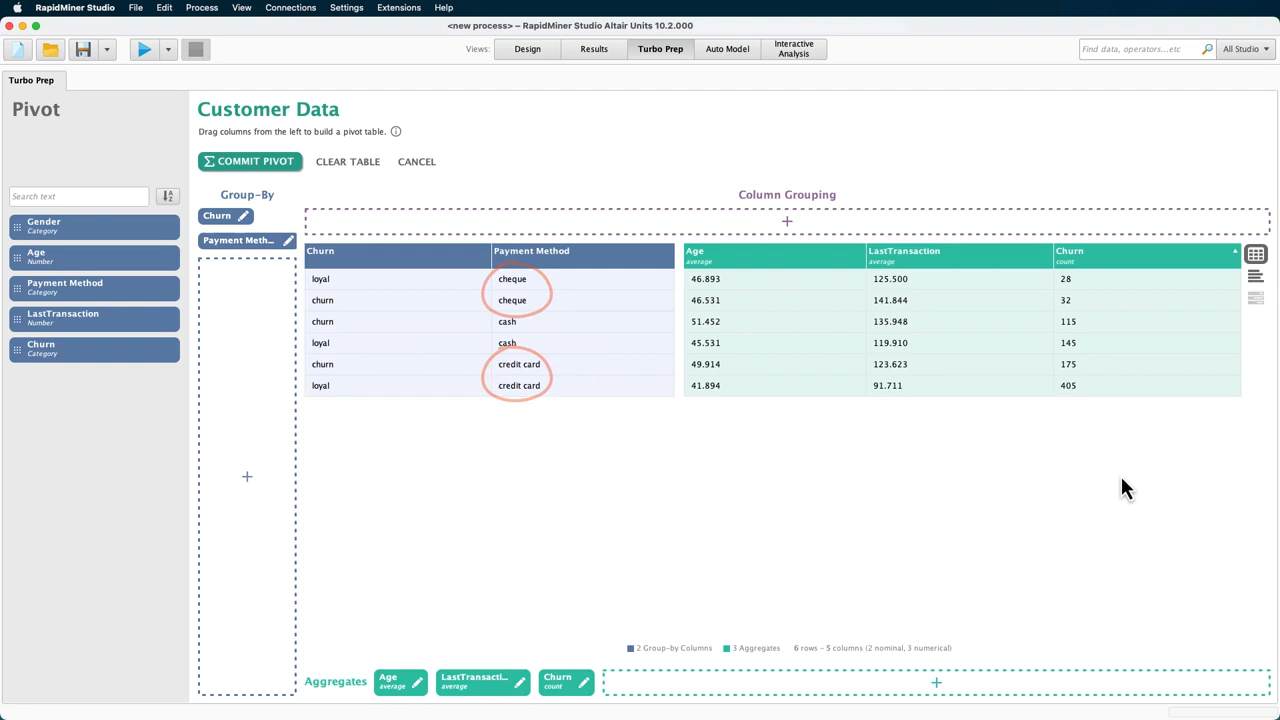 RapidMiner Studio File Edit Process View Connections Settings Extensions Help
<new process> – RapidMiner Studio Altair Units 10.2.000
Views: Design Results Turbo Prep Auto Model Interactive Analysis Find data, operators...etc All Studio
Turbo Prep
Pivot
Customer Data
Drag columns from the left to build a pivot table.
COMMIT PIVOT CLEAR TABLE CANCEL
Search text
Gender
Category
Age
Number
Payment Method
Category
LastTransaction
Number
Churn
Category
Group-By
Churn
Payment Meth...
Column Grouping
Churn Payment Method Age average LastTransaction average Churn count
loyal cheque 46.893 125.500 28
churn cheque 46.531 141.844 32
churn cash 51.452 135.948 115
loyal cash 45.531 119.910 145
churn credit card 49.914 123.623 175
loyal credit card 41.894 91.711 405
2 Group-by Columns 3 Aggregates 6 rows - 5 columns (2 nominal, 3 numerical)
Aggregates Age average LastTransacti... average Churn count